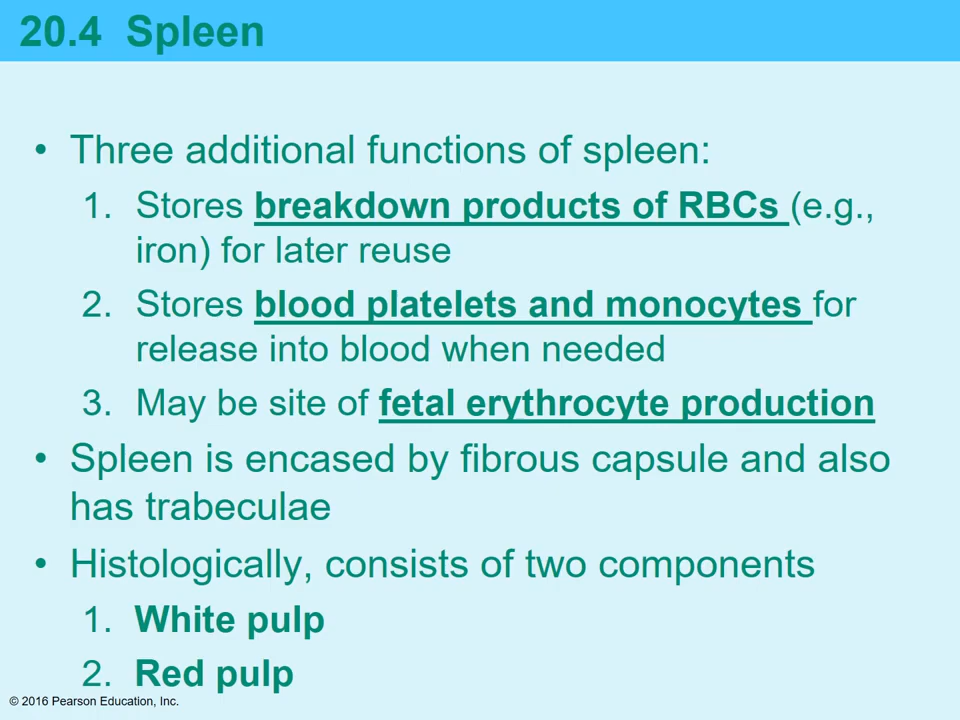 20.4 Spleen
• Three additional functions of spleen:
1. Stores breakdown products of RBCs (e.g.,
iron) for later reuse
2. Stores blood platelets and monocytes for
release into blood when needed
3. May be site of fetal erythrocyte production
• Spleen is encased by fibrous capsule and also
has trabeculae
• Histologically, consists of two components
1. White pulp
2. Red pulp
© 2016 Pearson Education, Inc.